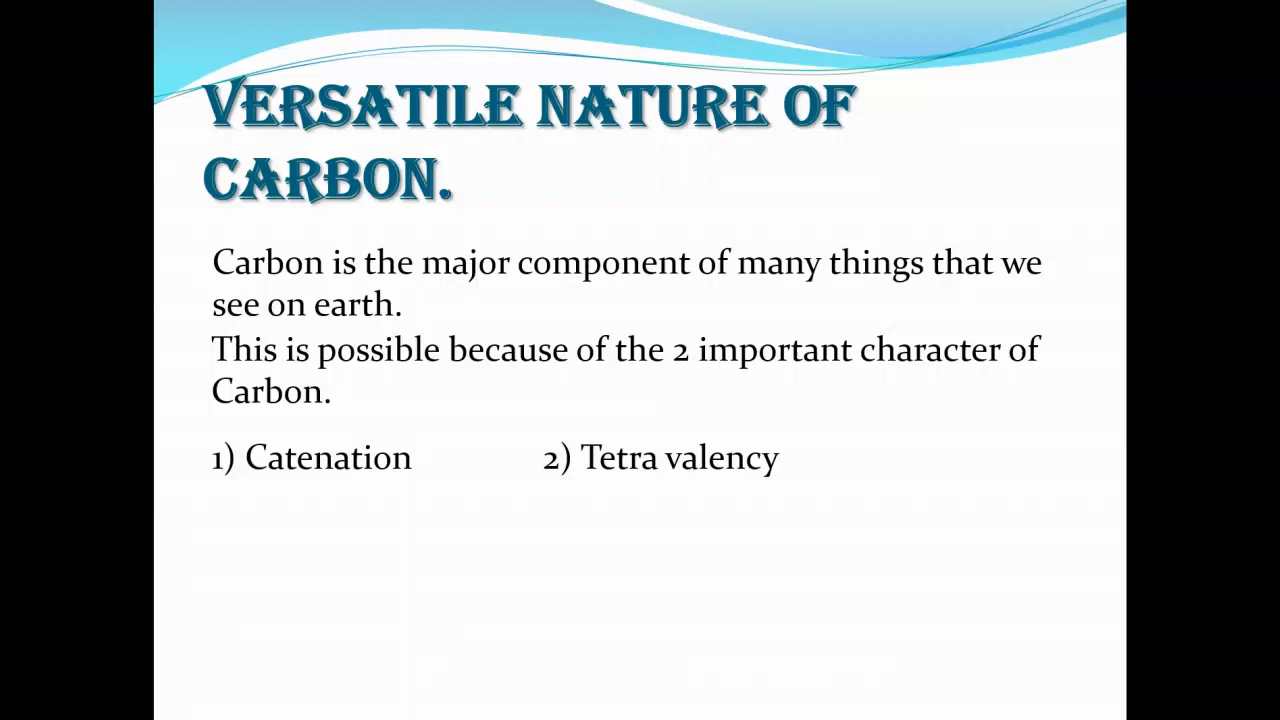 VERSATILE NATURE OF
CARBON.
Carbon is the major component of many things that we
see on earth.
This is possible because of the 2 important character of
Carbon.
1) Catenation 2) Tetra valency